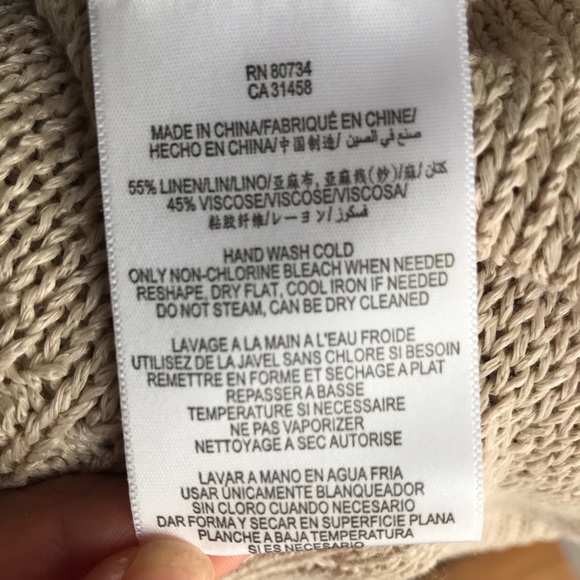 RN 80734
CA 31458
MADE IN CHINA/FABRIQUÉ EN CHINE/
HECHO EN CHINA/中国制造/ صنع في الصين/
55% LINEN/LIN/LINO/亚麻布, 亚麻线(纱)/麻/ كتان/
45% VISCOSE/VISCOSE/VISCOSA/
粘胶纤维/レーヨン/ فسكوز/
HAND WASH COLD
ONLY NON-CHLORINE BLEACH WHEN NEEDED
RESHAPE, DRY FLAT, COOL IRON IF NEEDED
DO NOT STEAM, CAN BE DRY CLEANED
LAVAGE A LA MAIN A L'EAU FROIDE
UTILISEZ DE LA JAVEL SANS CHLORE SI BESOIN
REMETTRE EN FORME ET SECHAGE A PLAT
REPASSER A BASSE
TEMPERATURE SI NECESSAIRE
NE PAS VAPORIZER
NETTOYAGE A SEC AUTORISE
LAVAR A MANO EN AGUA FRIA
USAR ÚNICAMENTE BLANQUEADOR
SIN CLORO CUANDO NECESARIO
DAR FORMA Y SECAR EN SUPERFICIE PLANA
PLANCHE A BAJA TEMPERATURA
SI ES NECESARIO